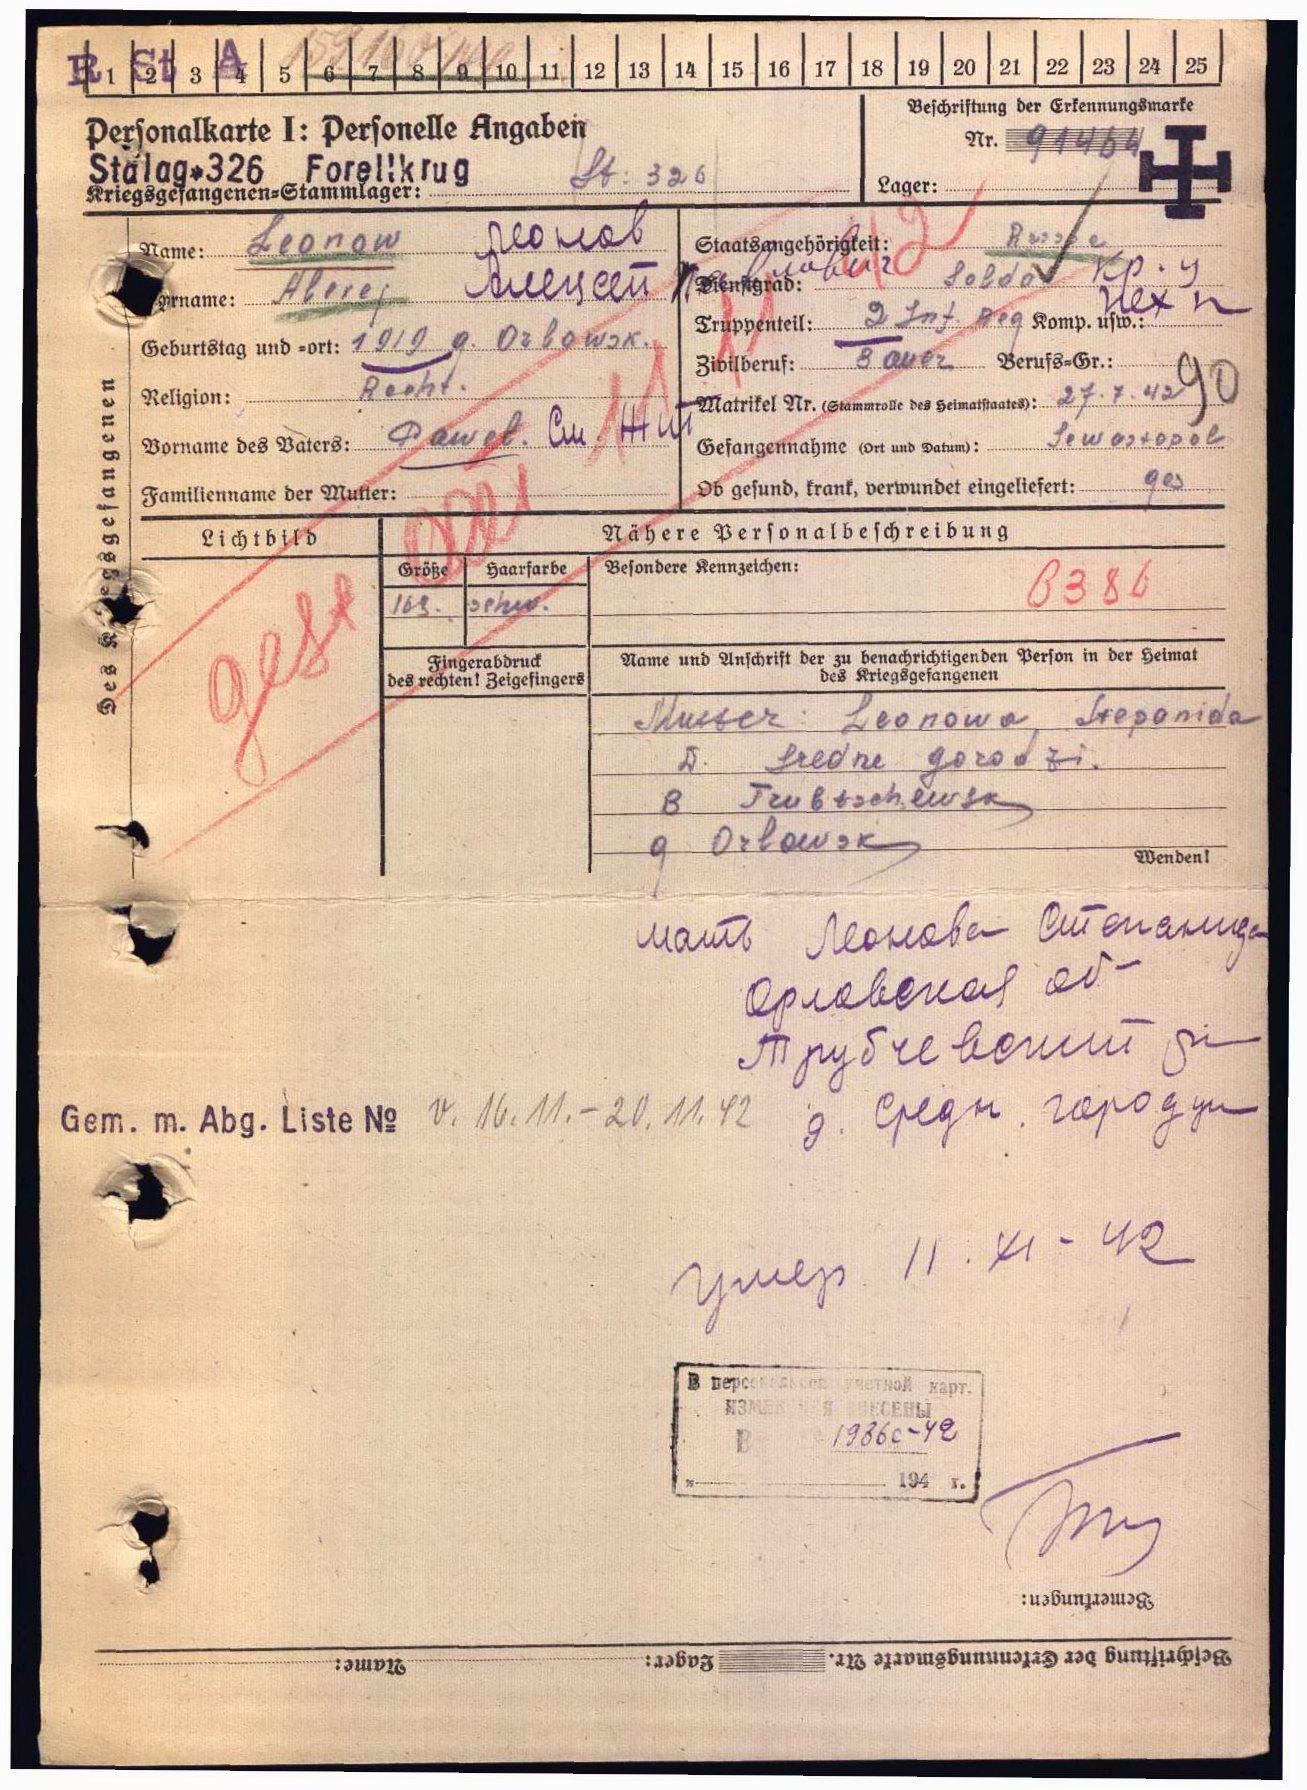 R St A
1 2 3 4 5 6 7 8 9 10 11 12 13 14 15 16 17 18 19 20 21 22 23 24 25
Personalkarte I: Personelle Angaben
Beschriftung der Erkennungsmarke
Nr. 91464
Stalag 326 Forellkrug St: 326
Kriegsgefangenen-Stammlager:
Lager:
Des Kriegsgefangenen
Name: Leonow Леонов
Vorname: Алексей Павлович
Geburtstag und -ort: 1919 g. Orlowsk.
Religion:
Vorname des Vaters: Pawel.
Familienname der Mutter:
Staatsangehörigkeit: Russe
Dienstgrad: Soldat
Truppenteil: 2 Inf. Reg Komp. usw.:
Zivilberuf: Bauer Berufs-Gr.: 90
Matrikel Nr. (Stammrolle des Heimatstaates): 27.7.42
Gefangennahme (Ort und Datum): Sewastopol
Ob gesund, krank, verwundet eingeliefert: ges
gest 11. 11. 42
Lichtbild
Nähere Personalbeschreibung
Größe Haarfarbe Besondere Kennzeichen:
schw.
B386
Fingerabdruck
des rechten! Zeigefingers
Name und Anschrift der zu benachrichtigenden Person in der Heimat
des Kriegsgefangenen
Mutter: Leonowa Stepanida
D. Sredne gorodzi.
B Trubtschewsk
g Orlowsk
Wenden!
мать Леонова Степанида
Орловская об
Трубчевский р-н
д. Средн. городци
Gem. m. Abg. Liste № v. 16.11.-20.11.42
умер 11. XI-42
В персональной учетной карт.
ИЗМЕНЕНИЯ ВНЕСЕНЫ
В 1986с-42
194 г.
Bemerkungen:
Beschriftung der Erkennungsmarke Nr. Lager: Name: